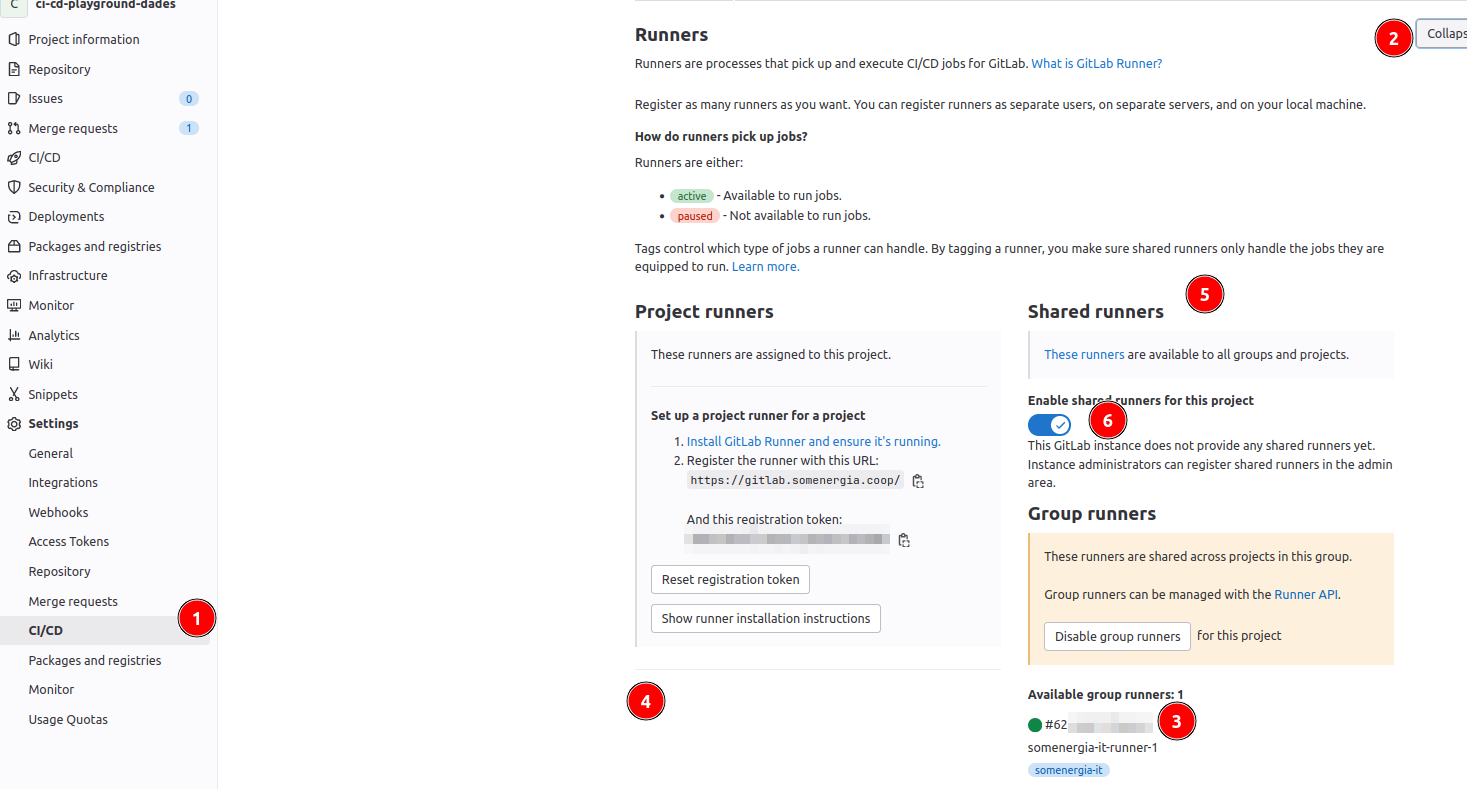 C ci-cd-playground-dades
Project information
Repository
Issues 0
Merge requests 1
CI/CD
Security & Compliance
Deployments
Packages and registries
Infrastructure
Monitor
Analytics
Wiki
Snippets
Settings
General
Integrations
Webhooks
Access Tokens
Repository
Merge requests
CI/CD 1
Packages and registries
Monitor
Usage Quotas
Runners
2 Collaps
Runners are processes that pick up and execute CI/CD jobs for GitLab. What is GitLab Runner?
Register as many runners as you want. You can register runners as separate users, on separate servers, and on your local machine.
How do runners pick up jobs?
Runners are either:
• active - Available to run jobs.
• paused - Not available to run jobs.
Tags control which type of jobs a runner can handle. By tagging a runner, you make sure shared runners only handle the jobs they are
equipped to run. Learn more.
Project runners
These runners are assigned to this project.
Set up a project runner for a project
1. Install GitLab Runner and ensure it's running.
2. Register the runner with this URL:
https://gitlab.somenergia.coop/
And this registration token:
Reset registration token
Show runner installation instructions
4
5
Shared runners
These runners are available to all groups and projects.
Enable shared runners for this project
6
This GitLab instance does not provide any shared runners yet.
Instance administrators can register shared runners in the admin
area.
Group runners
These runners are shared across projects in this group.
Group runners can be managed with the Runner API.
Disable group runners for this project
Available group runners: 1
#62 3
somenergia-it-runner-1
somenergia-it